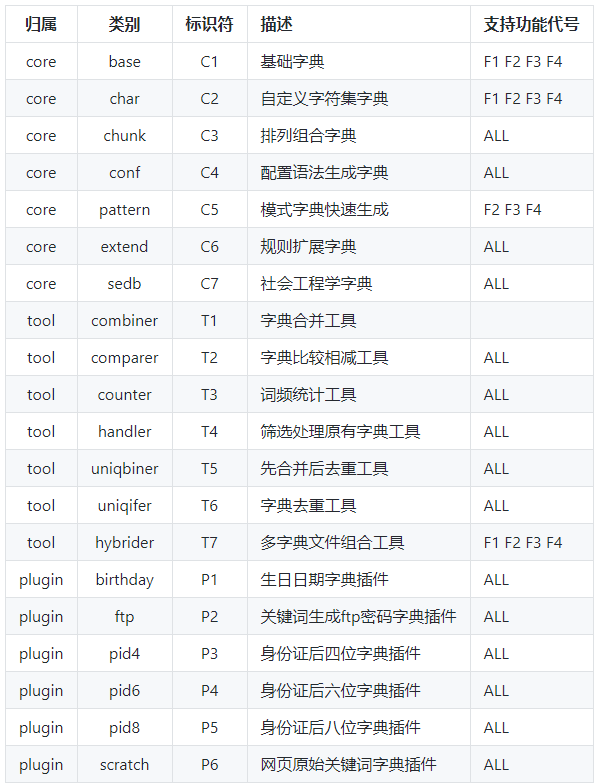 归属 类别 标识符 描述 支持功能代号
core base C1 基础字典 F1 F2 F3 F4
core char C2 自定义字符集字典 F1 F2 F3 F4
core chunk C3 排列组合字典 ALL
core conf C4 配置语法生成字典 ALL
core pattern C5 模式字典快速生成 F2 F3 F4
core extend C6 规则扩展字典 ALL
core sedb C7 社会工程学字典 ALL
tool combiner T1 字典合并工具
tool comparer T2 字典比较相减工具 ALL
tool counter T3 词频统计工具 ALL
tool handler T4 筛选处理原有字典工具 ALL
tool uniqbiner T5 先合并后去重工具 ALL
tool uniqifer T6 字典去重工具 ALL
tool hybrider T7 多字典文件组合工具 F1 F2 F3 F4
plugin birthday P1 生日日期字典插件 ALL
plugin ftp P2 关键词生成ftp密码字典插件 ALL
plugin pid4 P3 身份证后四位字典插件 ALL
plugin pid6 P4 身份证后六位字典插件 ALL
plugin pid8 P5 身份证后八位字典插件 ALL
plugin scratch P6 网页原始关键词字典插件 ALL